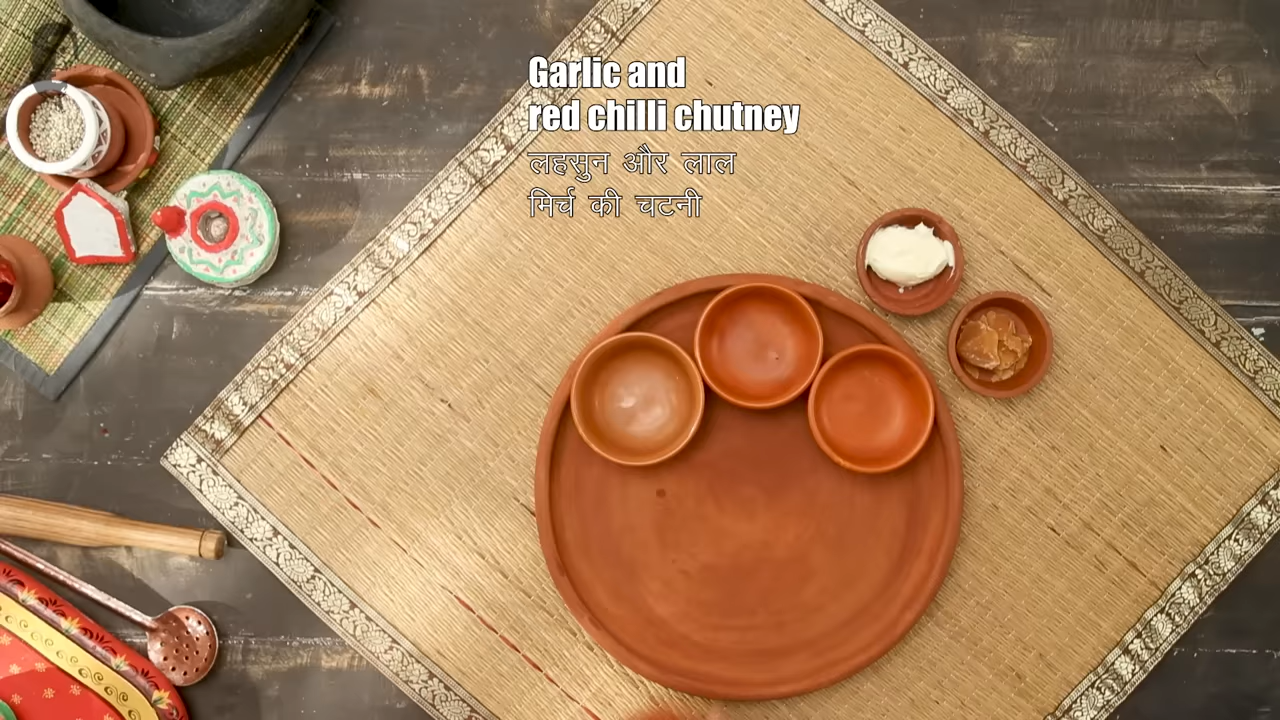 Garlic and
red chilli chutney
लहसुन और लाल
मिर्च की चटनी